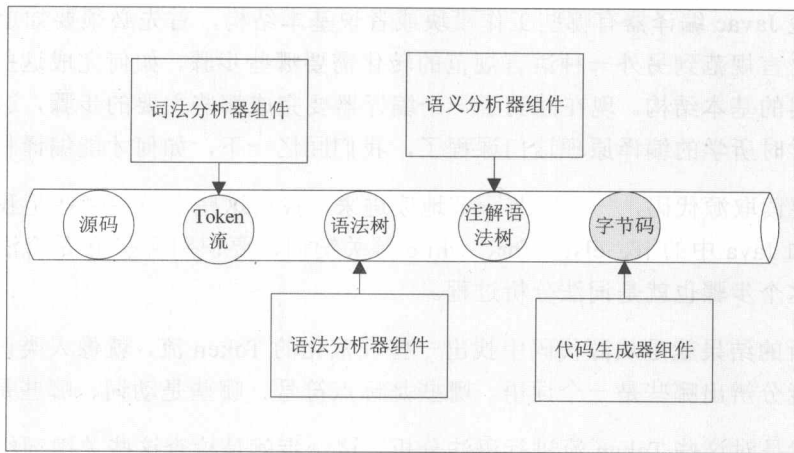 词法分析器组件
语义分析器组件
源码
Token
流
语法树
注解语
法树
字节码
语法分析器组件
代码生成器组件